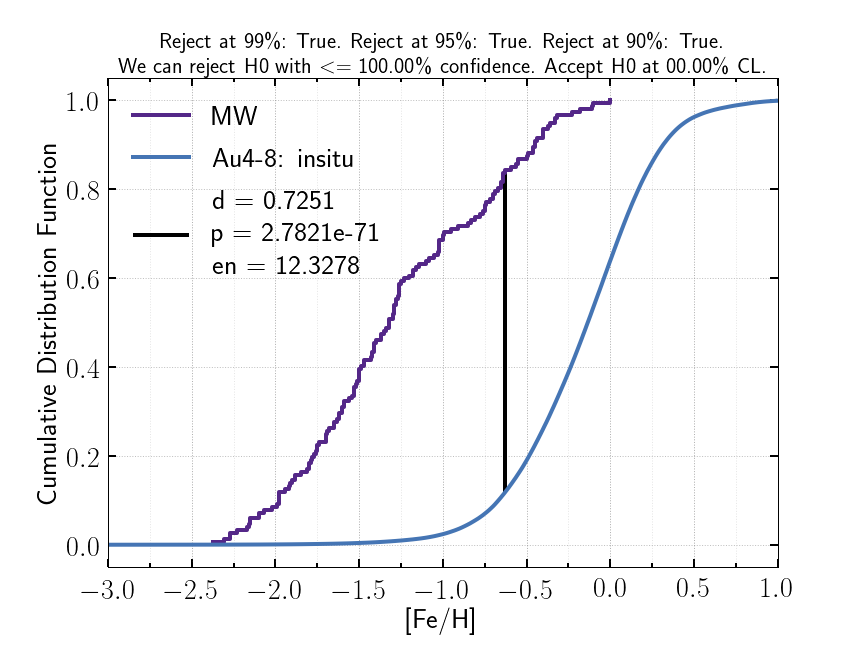 Reject at 99%: True. Reject at 95%: True. Reject at 90%: True.
We can reject H0 with <= 100.00% confidence. Accept H0 at 00.00% CL.
MW
Au4-8: insitu
d = 0.7251
p = 2.7821e-71
en = 12.3278
Cumulative Distribution Function
1.0
0.8
0.6
0.4
0.2
0.0
−3.0 −2.5 −2.0 −1.5 −1.0 −0.5 0.0 0.5 1.0
[Fe/H]